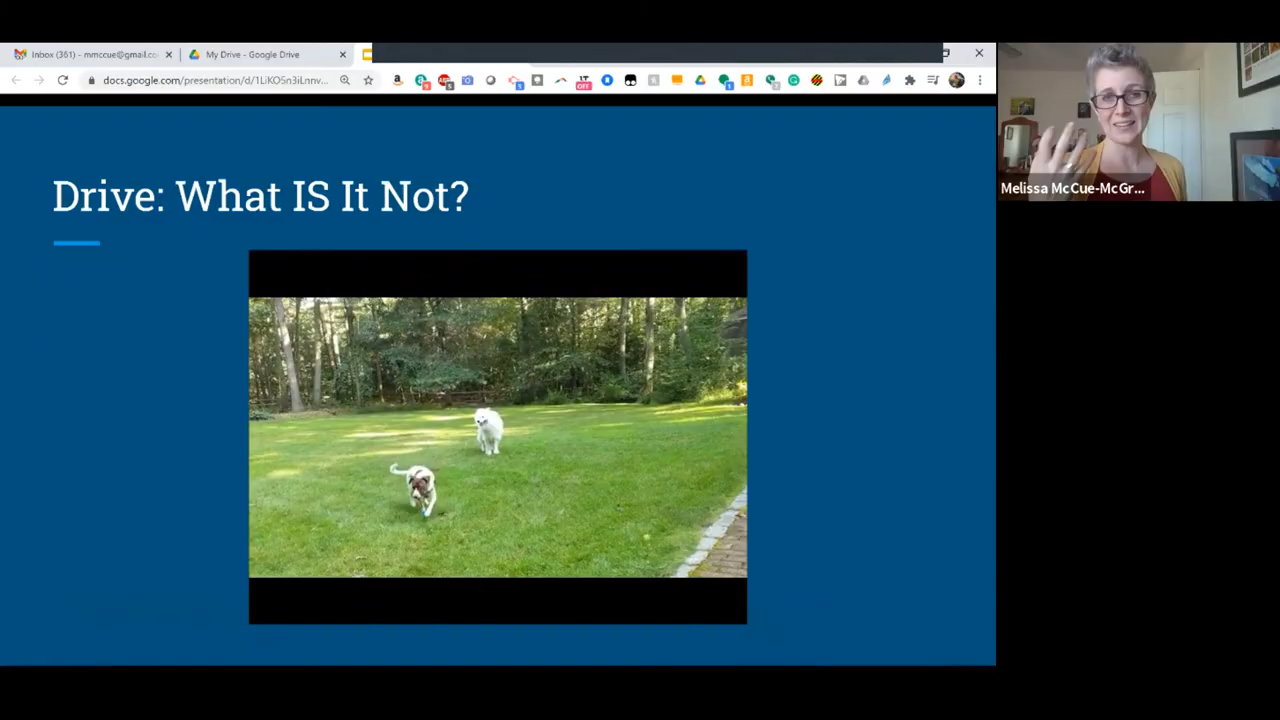 Inbox (361) - mmccue@gmail.co
My Drive - Google Drive
docs.google.com/presentation/d/1LiKO5n3iLnnv...
Drive: What IS It Not?
Melissa McCue-McGr...